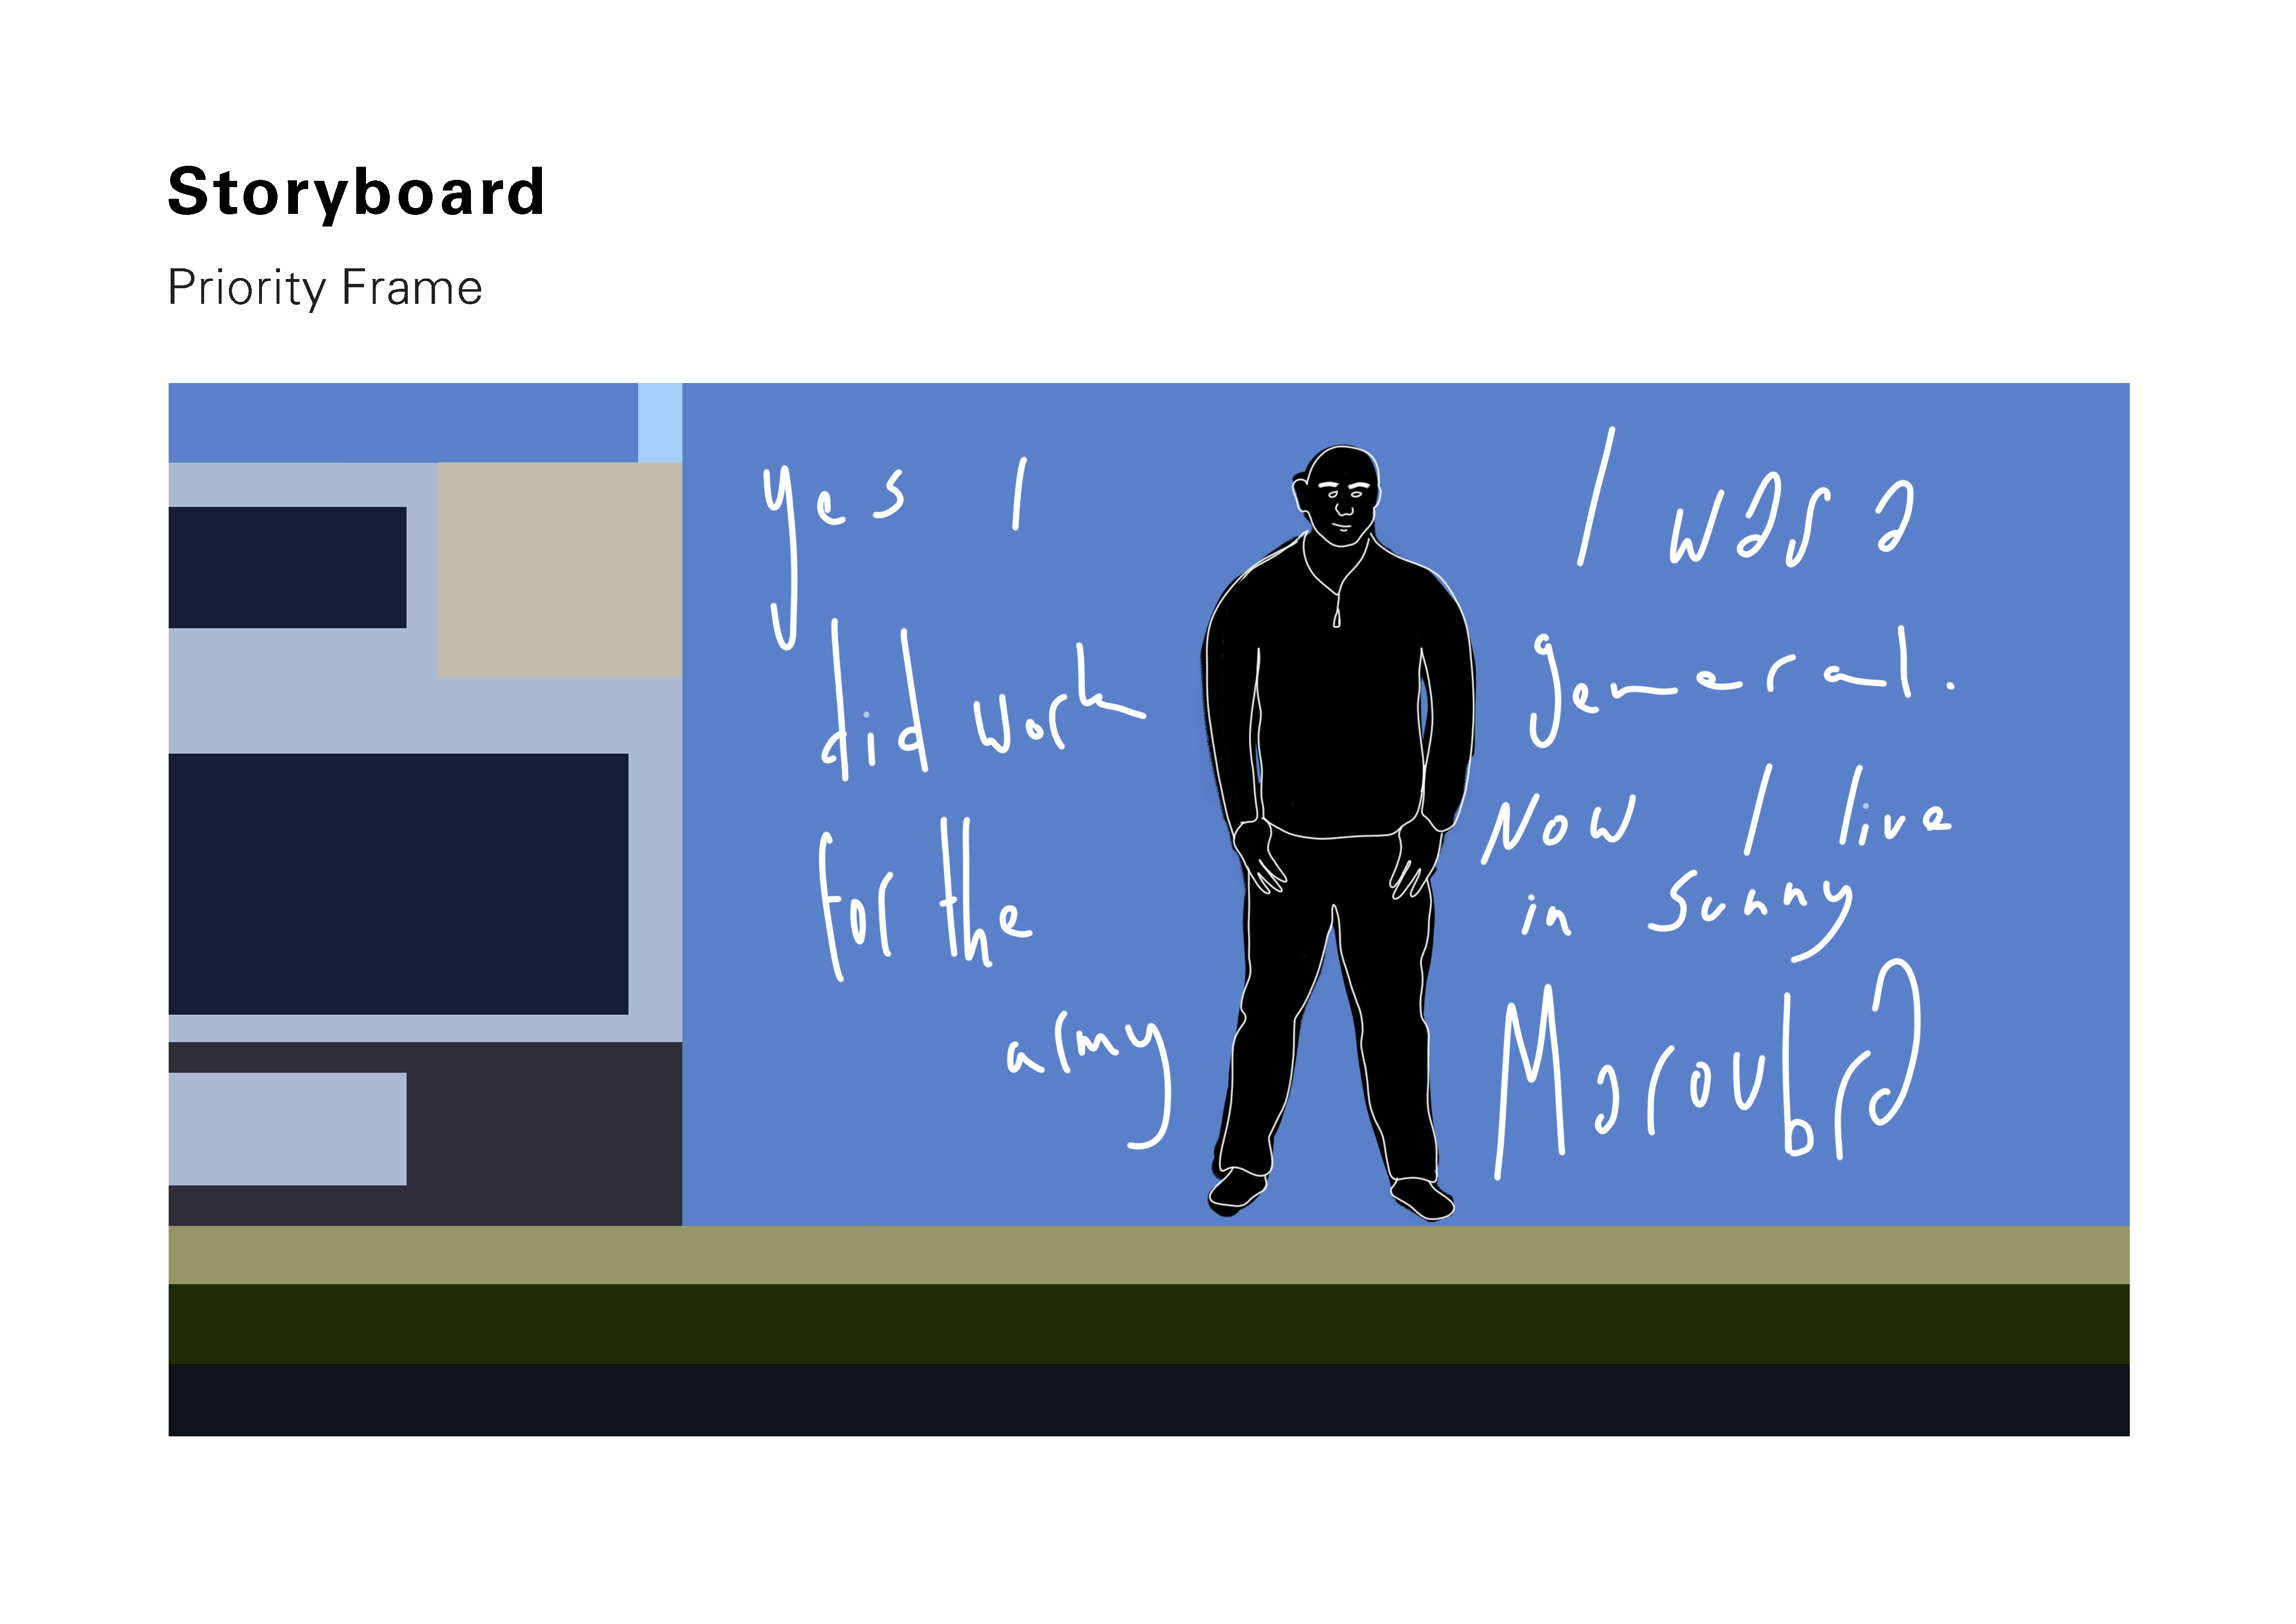 Storyboard
Priority Frame
Yes I
did work
For the
army
I was a
general.
Now I live
in sunny
Maroubra